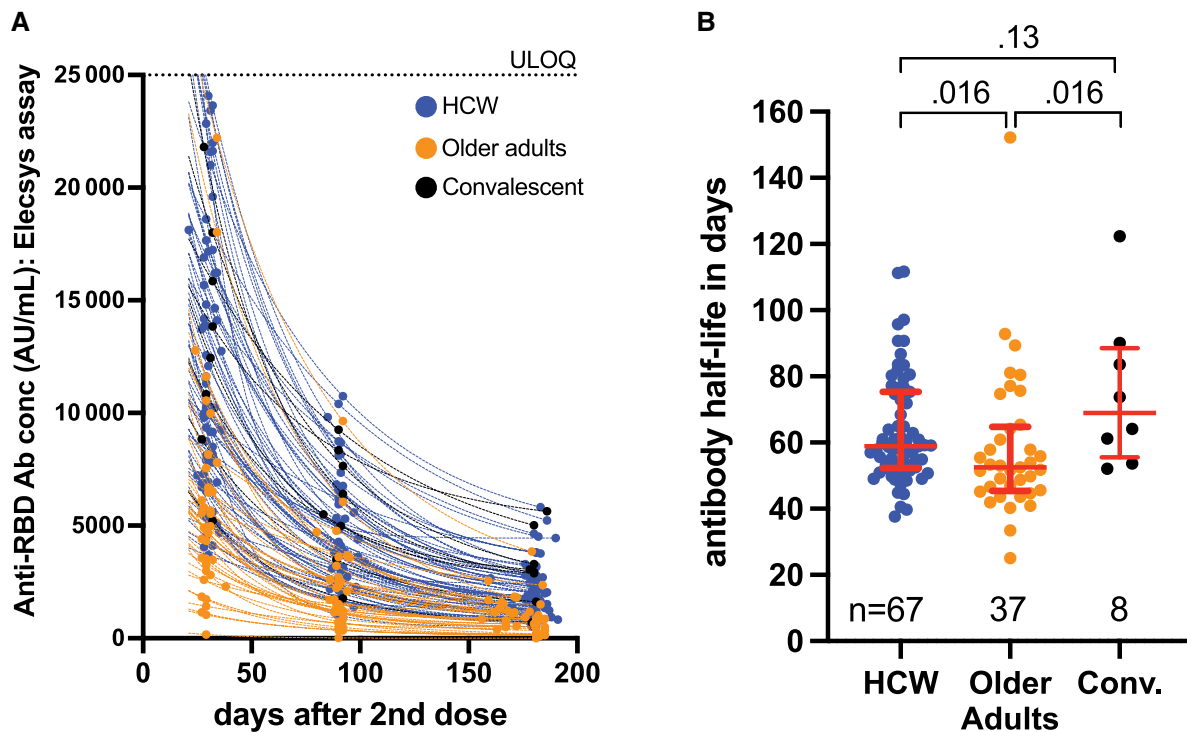 A
Anti-RBD Ab conc (AU/mL): Elecsys assay
ULOQ
25 000
20 000
15 000
10 000
5000
0
HCW
Older adults
Convalescent
0 50 100 150 200
days after 2nd dose
B
antibody half-life in days
.13
.016 .016
160
140
120
100
80
60
40
20
0
n=67 37 8
HCW Older Adults Conv.